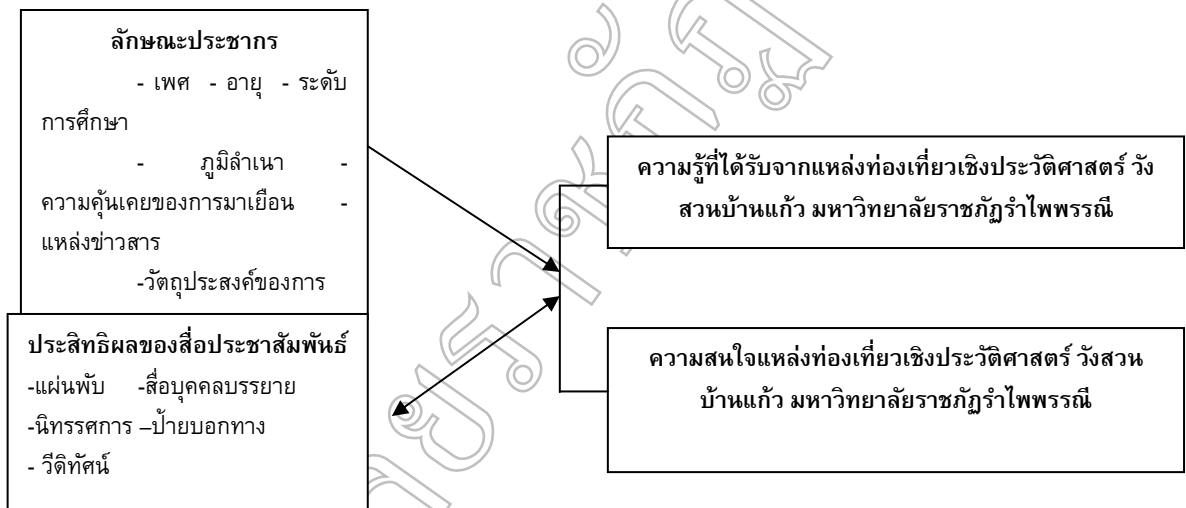 ลักษณะประชากร
- เพศ - อายุ - ระดับ
การศึกษา
- ภูมิลำเนา -
ความคุ้นเคยของการมาเยือน -
แหล่งข่าวสาร
-วัตถุประสงค์ของการ
ประสิทธิผลของสื่อประชาสัมพันธ์
-แผ่นพับ -สื่อบุคคลบรรยาย
-นิทรรศการ –ป้ายบอกทาง
- วีดิทัศน์
ความรู้ที่ได้รับจากแหล่งท่องเที่ยวเชิงประวัติศาสตร์ วัง
สวนบ้านแก้ว มหาวิทยาลัยราชภัฏรำไพพรรณี
ความสนใจแหล่งท่องเที่ยวเชิงประวัติศาสตร์ วังสวน
บ้านแก้ว มหาวิทยาลัยราชภัฏรำไพพรรณี